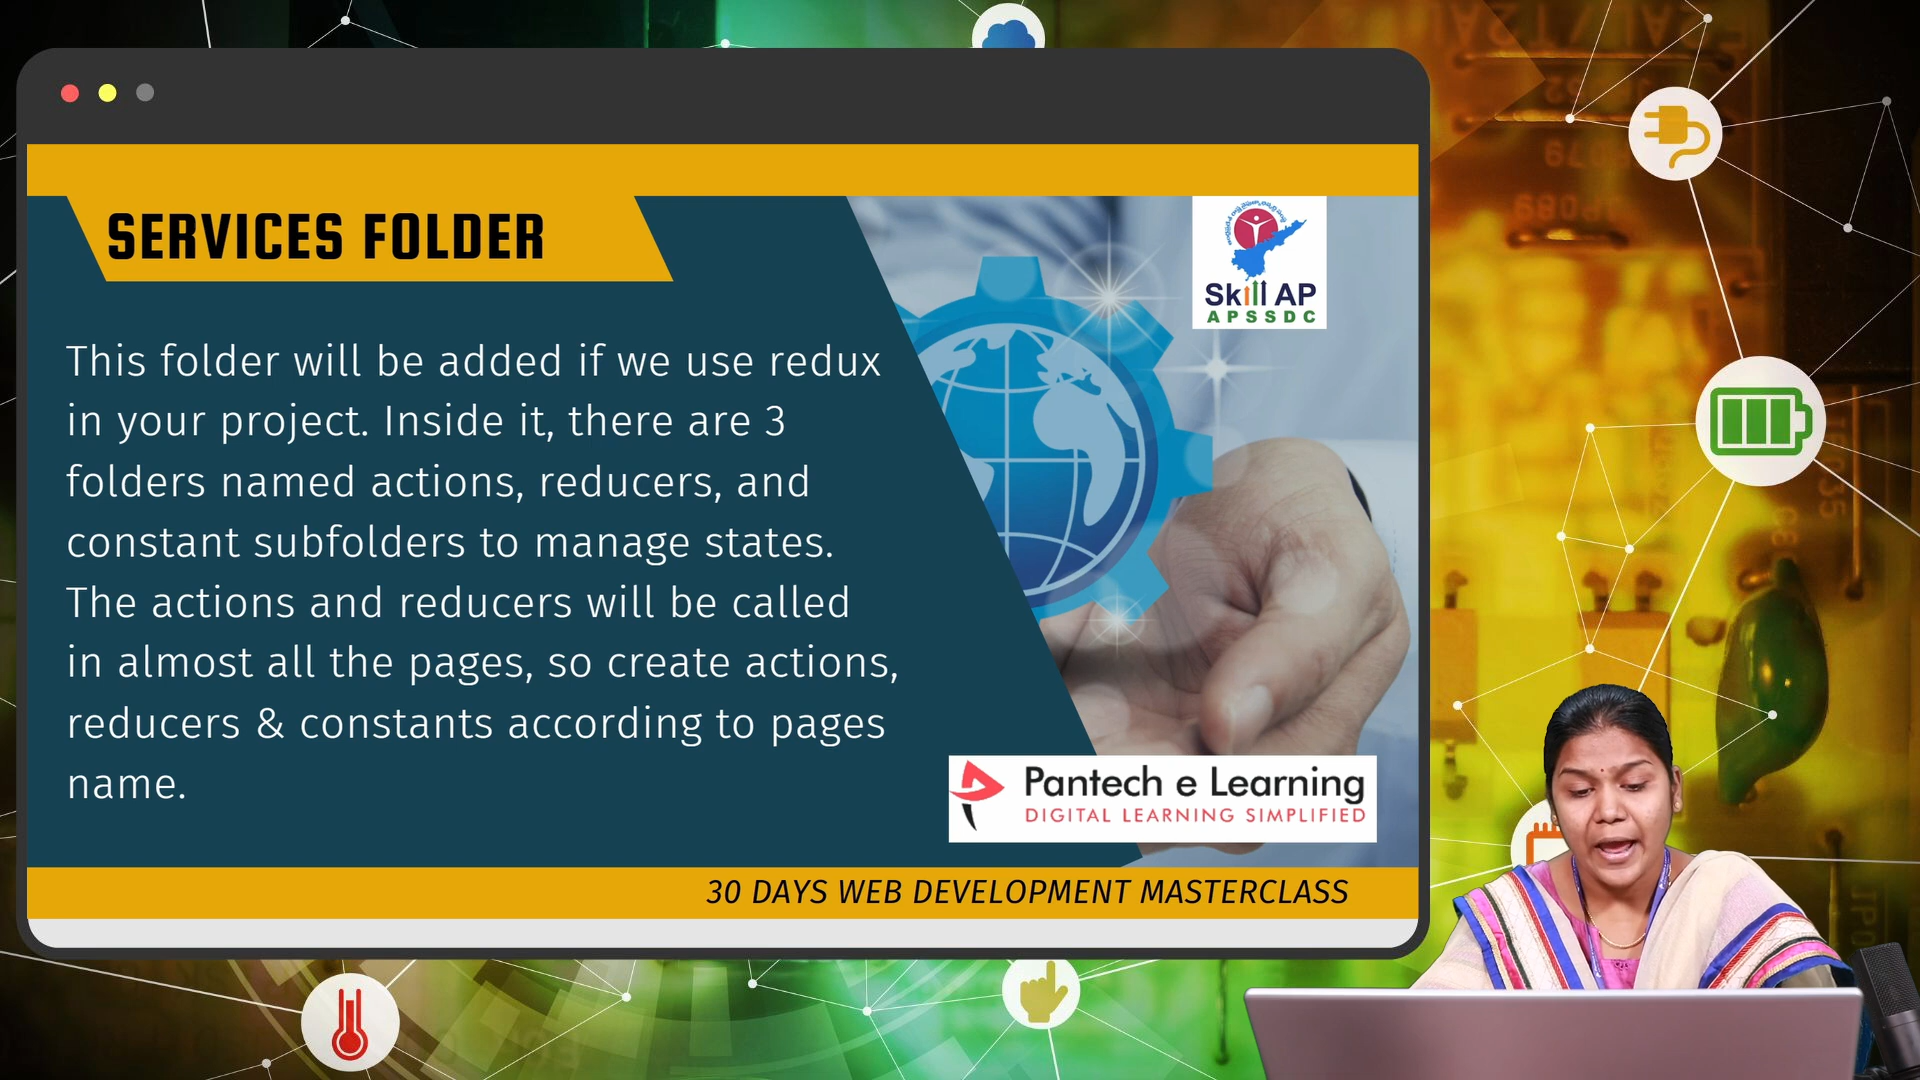 SERVICES FOLDER
Skill AP
APSSDC
This folder will be added if we use redux
in your project. Inside it, there are 3
folders named actions, reducers, and
constant subfolders to manage states.
The actions and reducers will be called
in almost all the pages, so create actions,
reducers & constants according to pages
name.
Pantech e Learning
DIGITAL LEARNING SIMPLIFIED
30 DAYS WEB DEVELOPMENT MASTERCLASS